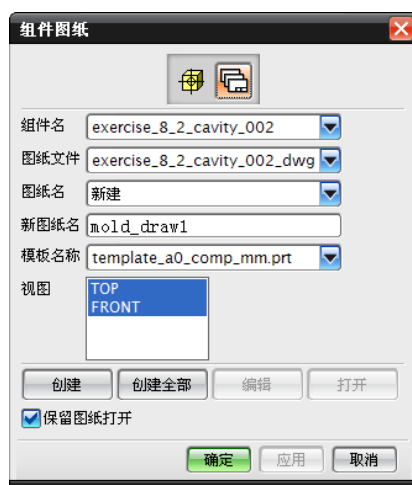 组件图纸
组件名 exercise_8_2_cavity_002
图纸文件 exercise_8_2_cavity_002_dwg
图纸名 新建
新图纸名 mold_draw1
模板名称 template_a0_comp_mm.prt
视图 TOP
FRONT
创建 创建全部 编辑 打开
保留图纸打开
确定 应用 取消